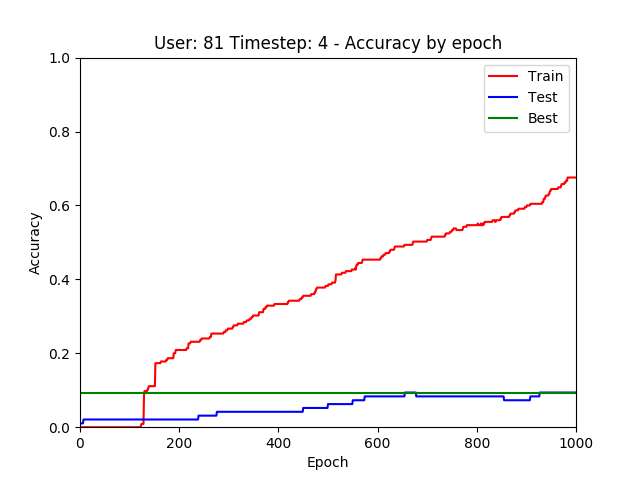 User: 81 Timestep: 4 - Accuracy by epoch
1.0
0.8
0.6
0.4
0.2
0.0
Accuracy
Train
Test
Best
0 200 400 600 800 1000
Epoch